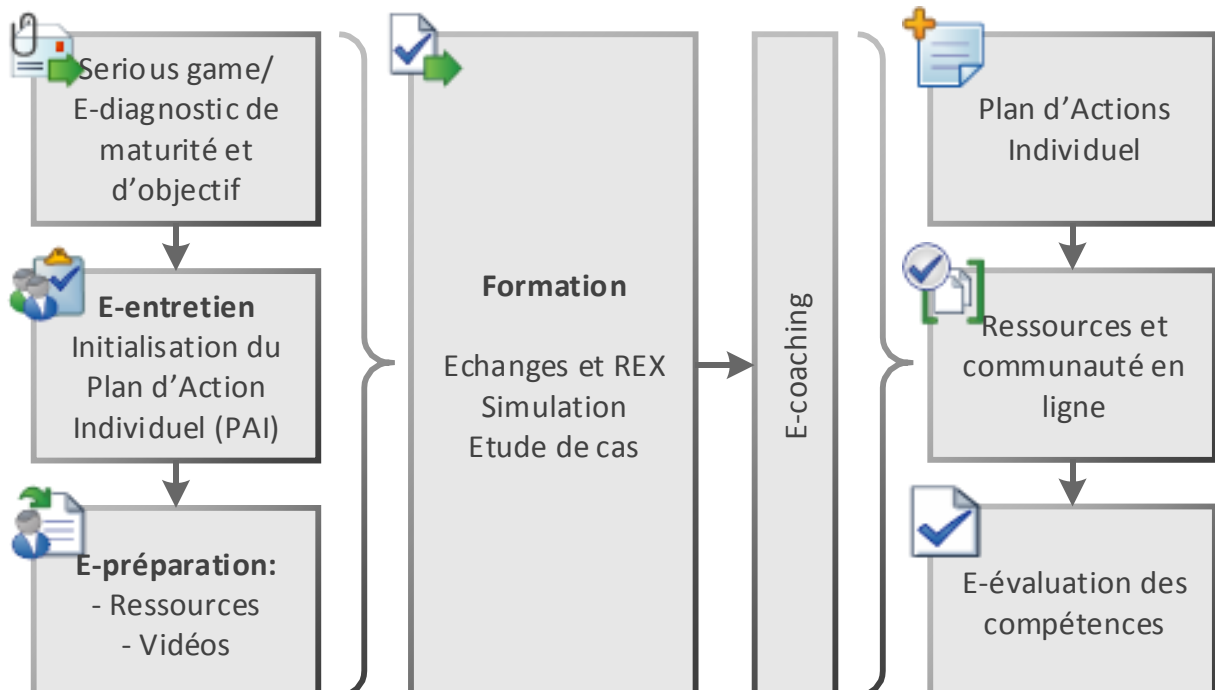 Serious game/
E-diagnostic de
maturité et
d’objectif
E-entretien
Initialisation du
Plan d’Action
Individuel (PAI)
E-préparation:
- Ressources
- Vidéos
Formation
Echanges et REX
Simulation
Etude de cas
E-coaching
Plan d’Actions
Individuel
Ressources et
communauté en
ligne
E-évaluation des
compétences